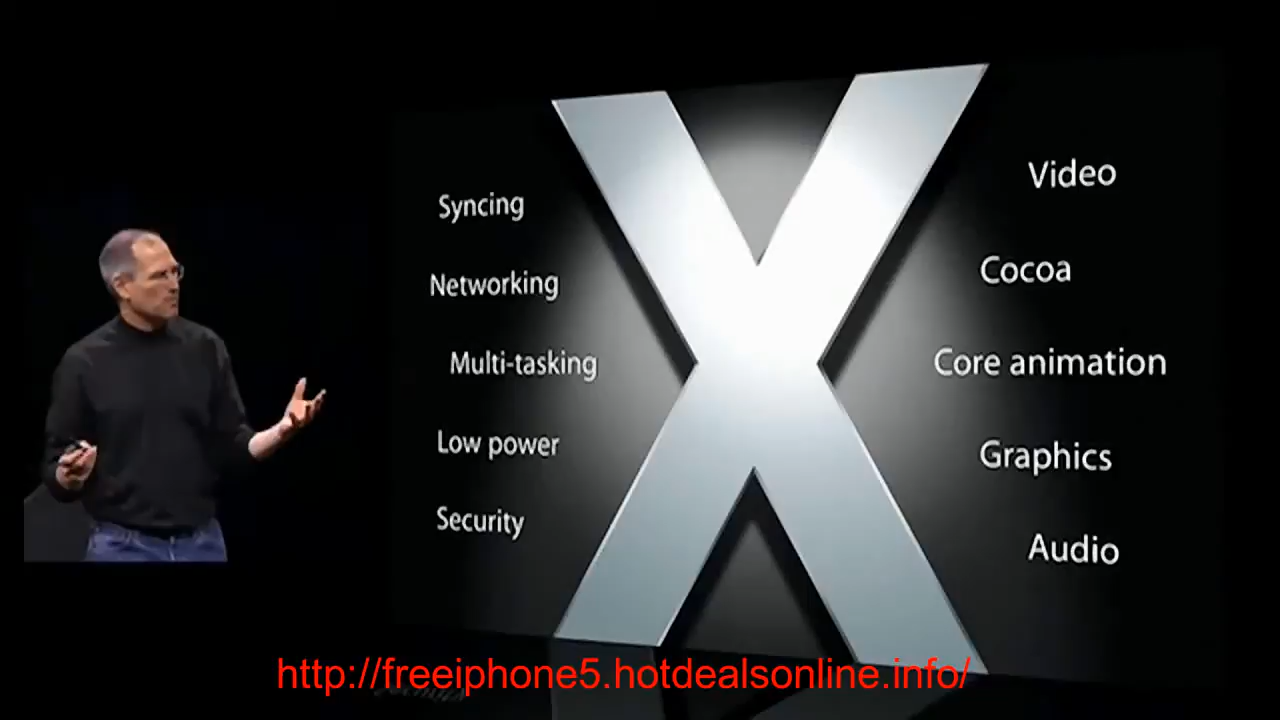 Syncing
Networking
Multi-tasking
Low power
Security
X
Video
Cocoa
Core animation
Graphics
Audio
http://freeiphone5.hotdealsonline.info/